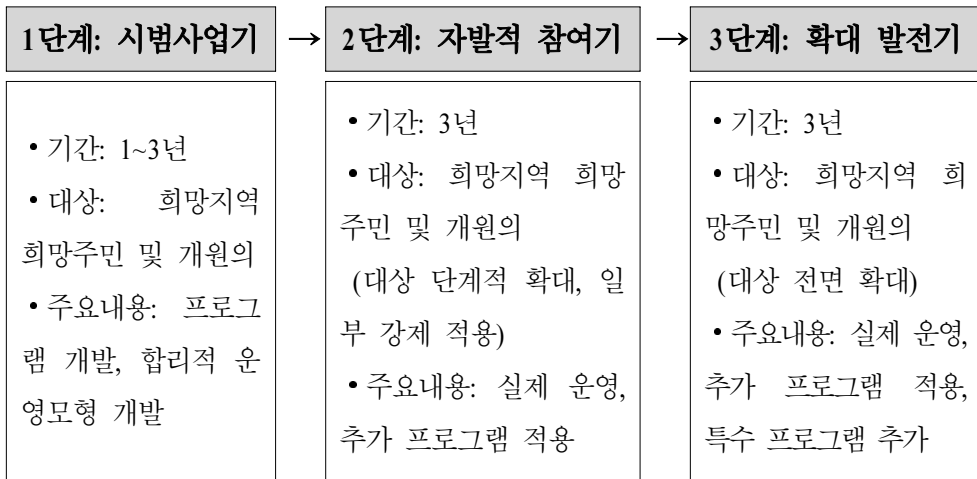 1단계: 시범사업기 → 2단계: 자발적 참여기 → 3단계: 확대 발전기
• 기간: 1~3년
• 대상: 희망지역
희망주민 및 개원의
• 주요내용: 프로그
램 개발, 합리적 운
영모형 개발
• 기간: 3년
• 대상: 희망지역 희망
주민 및 개원의
(대상 단계적 확대, 일
부 강제 적용)
• 주요내용: 실제 운영,
추가 프로그램 적용
• 기간: 3년
• 대상: 희망지역 희
망주민 및 개원의
(대상 전면 확대)
• 주요내용: 실제 운영,
추가 프로그램 적용,
특수 프로그램 추가